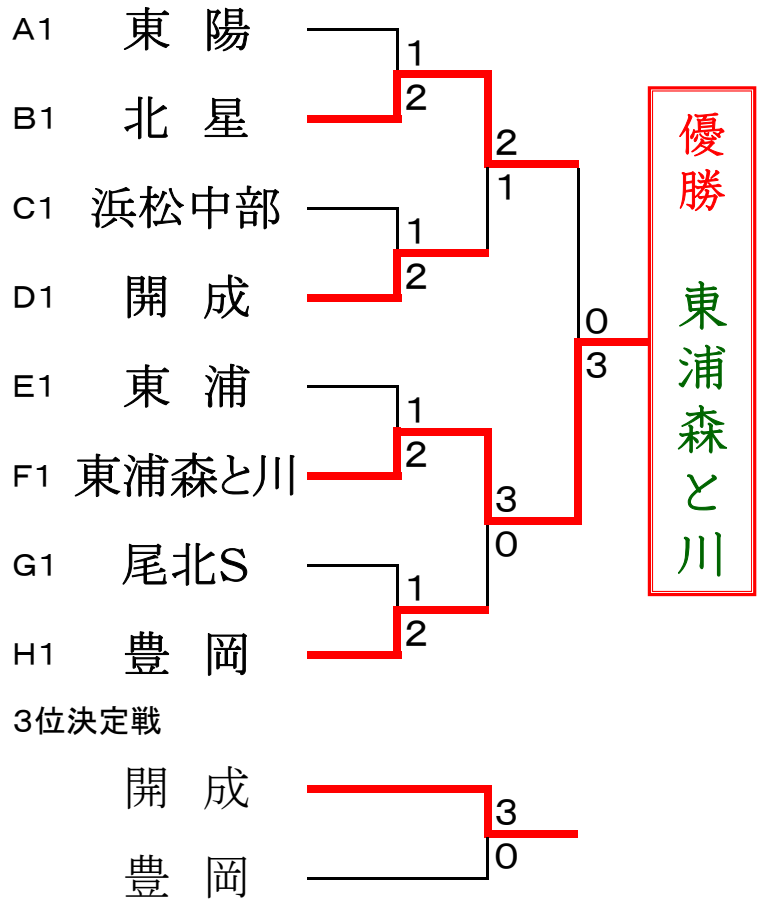 A1 東陽
1
B1 北星
2
2
C1 浜松中部
1
1
D1 開成
2
0
E1 東浦
3
1
F1 東浦森と川
2
3
G1 尾北S
0
1
H1 豊岡
2
優勝 東浦森と川
3位決定戦
開成
3
豊岡
0